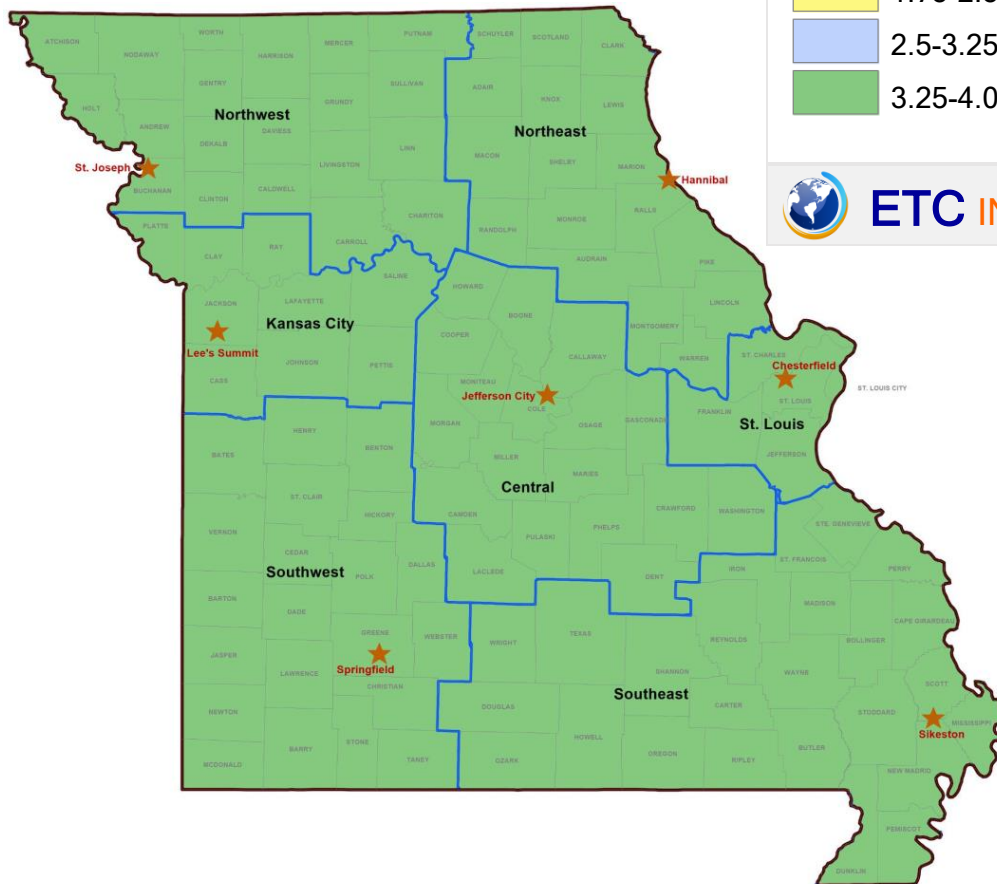 2.5-3.25
3.25-4.0
ETC
WORTH
PUTNAM
SCHUYLER
SCOTLAND
ATCHISON
MERCER
CLARK
NODAWAY
HARRISON
GENTRY
SULLIVAN
ADAIR
HOLT
GRUNDY
KNOX
LEWIS
Northwest
ANDREW
DAVIESS
Northeast
DEKALB
LINN
MACON
SHELBY
MARION
St. Joseph
LIVINGSTON
Hannibal
BUCHANAN
CALDWELL
CLINTON
RALLS
CHARITON
MONROE
PLATTE
RANDOLPH
CARROLL
RAY
CLAY
AUDRAIN
PIKE
SALINE
HOWARD
JACKSON
LAFAYETTE
LINCOLN
BOONE
Kansas City
MONTGOMERY
COOPER
Lee's Summit
CALLAWAY
ST. CHARLES
WARREN
JOHNSON
PETTIS
Chesterfield
CASS
MONITEAU
ST. LOUIS CITY
Jefferson City
ST. LOUIS
COLE
FRANKLIN
MORGAN
OSAGE
GASCONADE
St. Louis
HENRY
BENTON
BATES
MILLER
JEFFERSON
MARIES
Central
ST. CLAIR
CAMDEN
HICKORY
CRAWFORD
WASHINGTON
PHELPS
STE. GENEVIEVE
VERNON
PULASKI
CEDAR
ST. FRANCOIS
DALLAS
Southwest
LACLEDE
POLK
DENT
IRON
PERRY
BARTON
MADISON
DADE
CAPE GIRARDEAU
GREENE
WEBSTER
WRIGHT
TEXAS
REYNOLDS
BOLLINGER
JASPER
Springfield
LAWRENCE
SHANNON
WAYNE
CHRISTIAN
SCOTT
Southeast
NEWTON
DOUGLAS
CARTER
STODDARD
MISSISSIPPI
Sikeston
HOWELL
STONE
BARRY
BUTLER
OREGON
TANEY
OZARK
RIPLEY
MCDONALD
NEW MADRID
PEMISCOT
DUNKLIN